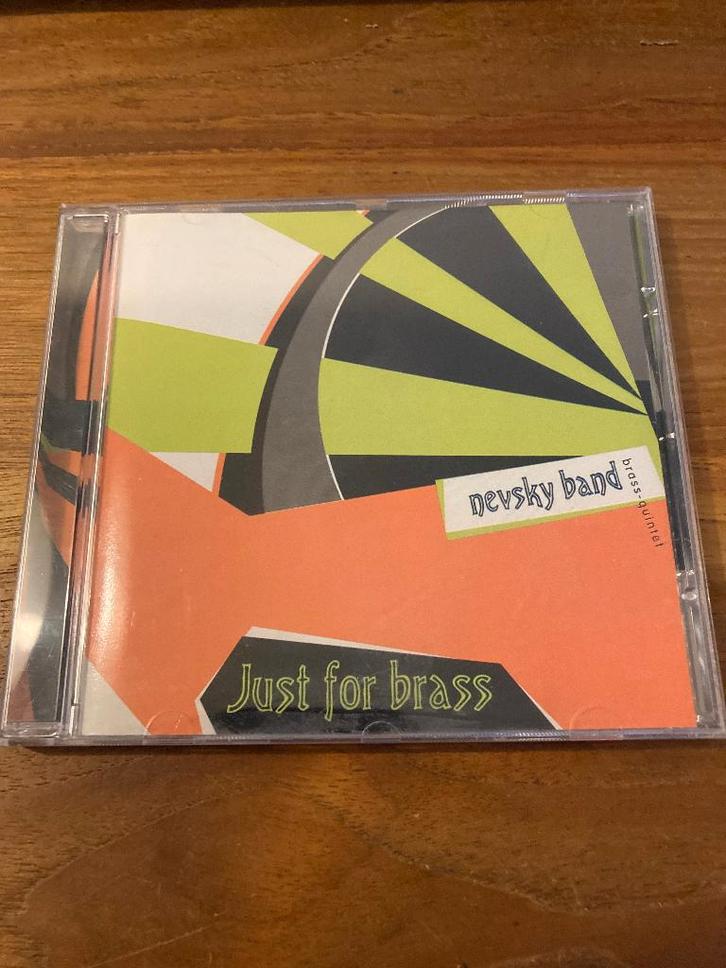 nevsky band
brass-quintet
Just for brass